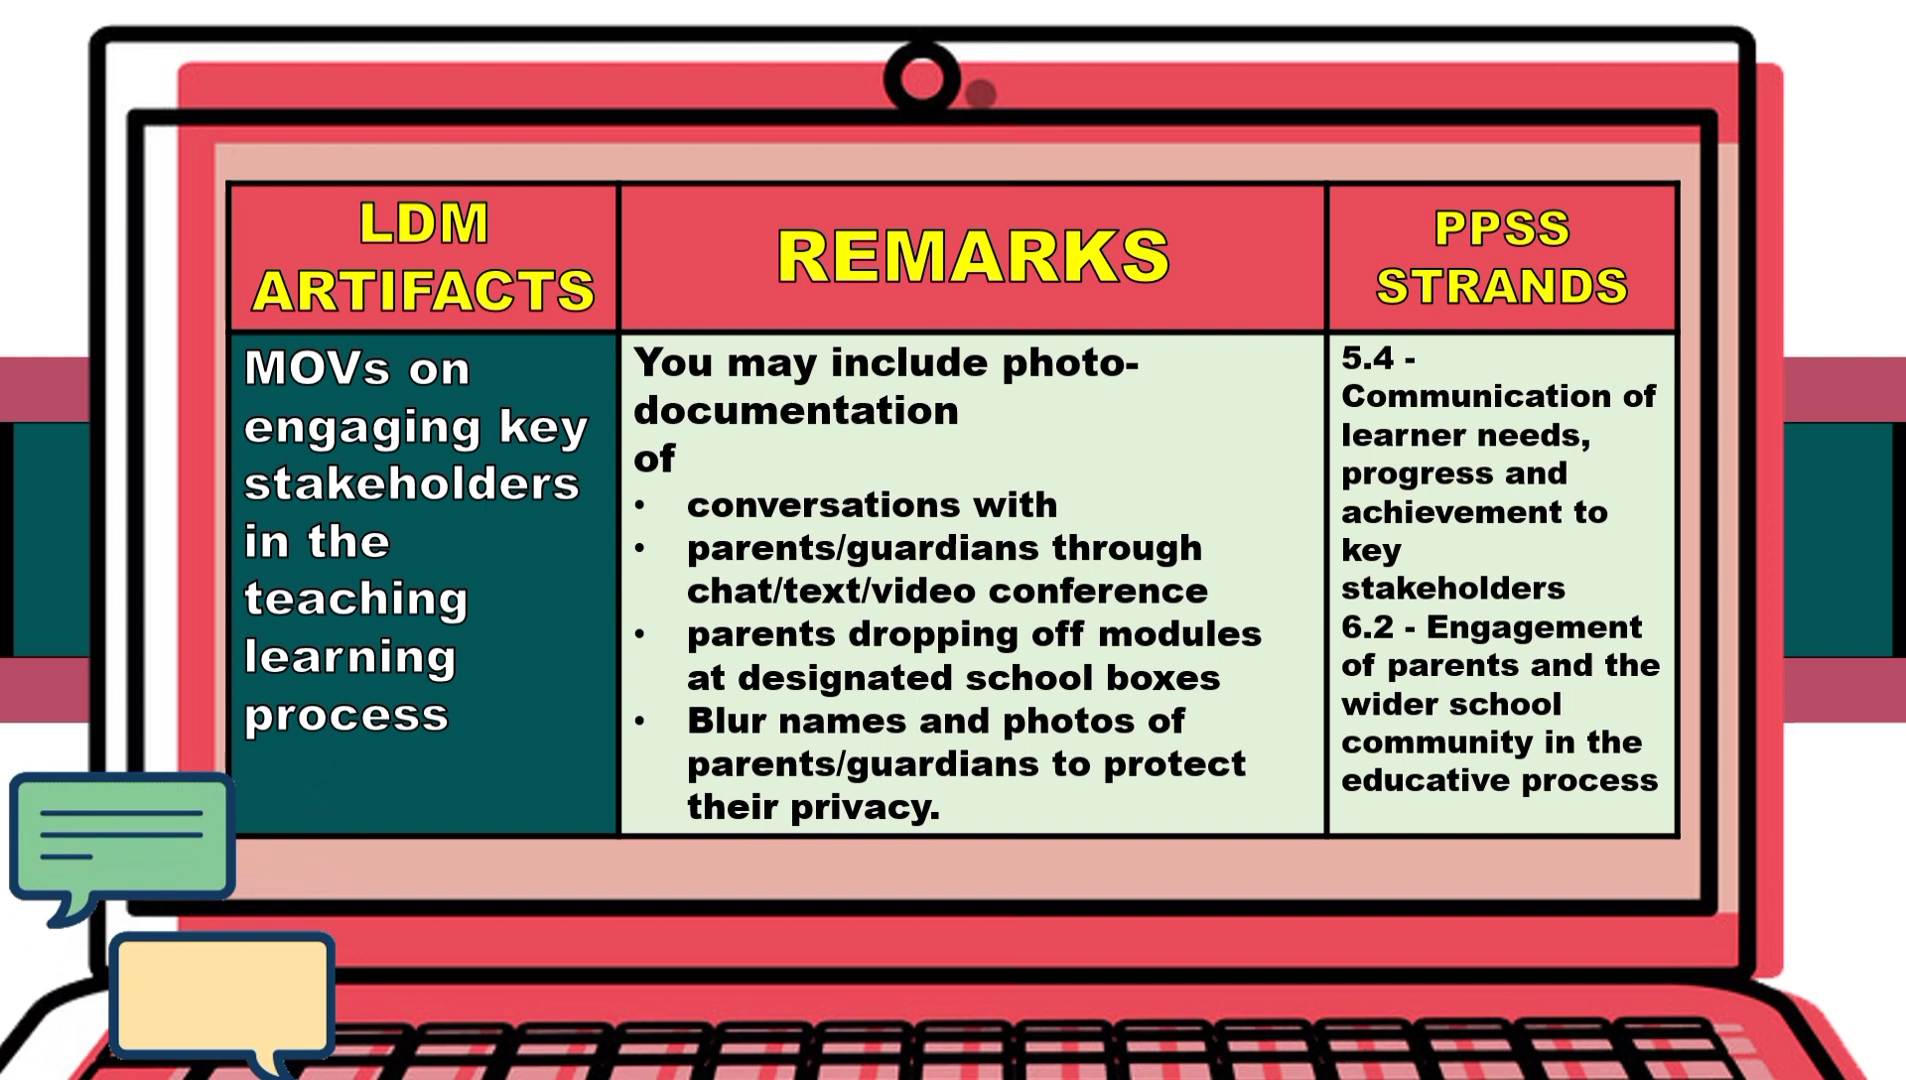 LDM
ARTIFACTS
REMARKS
PPSS
STRANDS
MOVs on
engaging key
stakeholders
in the
teaching
learning
process
You may include photo-
documentation
of
• conversations with
• parents/guardians through
chat/text/video conference
• parents dropping off modules
at designated school boxes
• Blur names and photos of
parents/guardians to protect
their privacy.
5.4 -
Communication of
learner needs,
progress and
achievement to
key
stakeholders
6.2 - Engagement
of parents and the
wider school
community in the
educative process